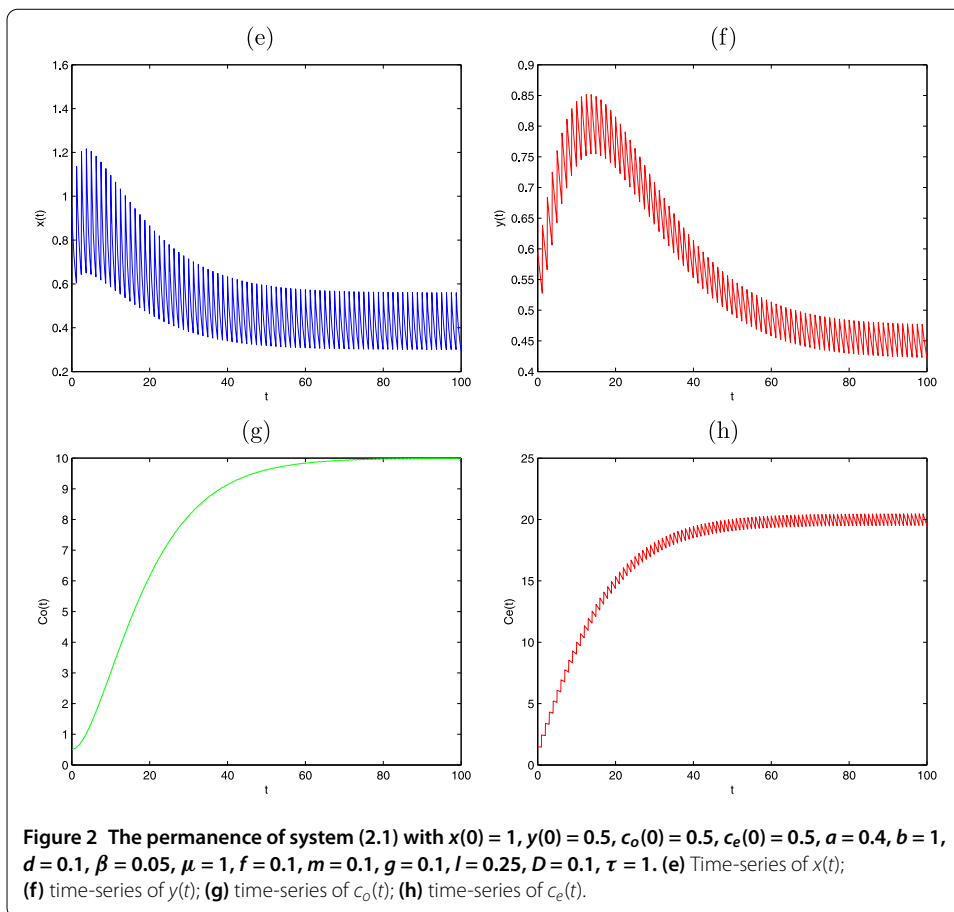 (e) (f)
1.6
1.4
1.2
1
0.8
0.6
0.4
0.2
x(t)
0 20 40 60 80 100
t
0.9
0.85
0.8
0.75
0.7
0.65
0.6
0.55
0.5
0.45
0.4
y(t)
0 20 40 60 80 100
t
(g) (h)
10
9
8
7
6
5
4
3
2
1
0
Co(t)
0 20 40 60 80 100
t
25
20
15
10
5
0
Ce(t)
0 20 40 60 80 100
t
Figure 2 The permanence of system (2.1) with x(0) = 1, y(0) = 0.5, cₒ(0) = 0.5, cₑ(0) = 0.5, a = 0.4, b = 1,
d = 0.1, β = 0.05, μ = 1, f = 0.1, m = 0.1, g = 0.1, l = 0.25, D = 0.1, τ = 1. (e) Time-series of x(t);
(f) time-series of y(t); (g) time-series of cₒ(t); (h) time-series of cₑ(t).